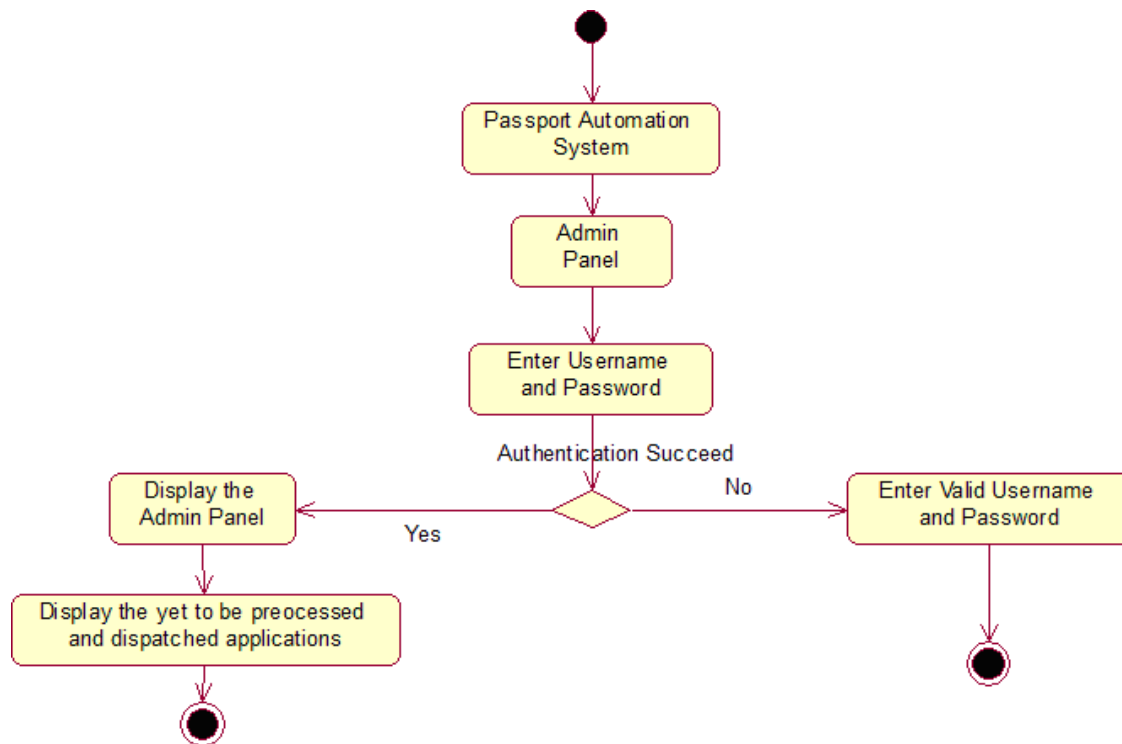 Passport Automation
System
Admin
Panel
Enter Username
and Password
Authentication Succeed
No
Yes
Display the
Admin Panel
Enter Valid Username
and Password
Display the yet to be preocessed
and dispatched applications